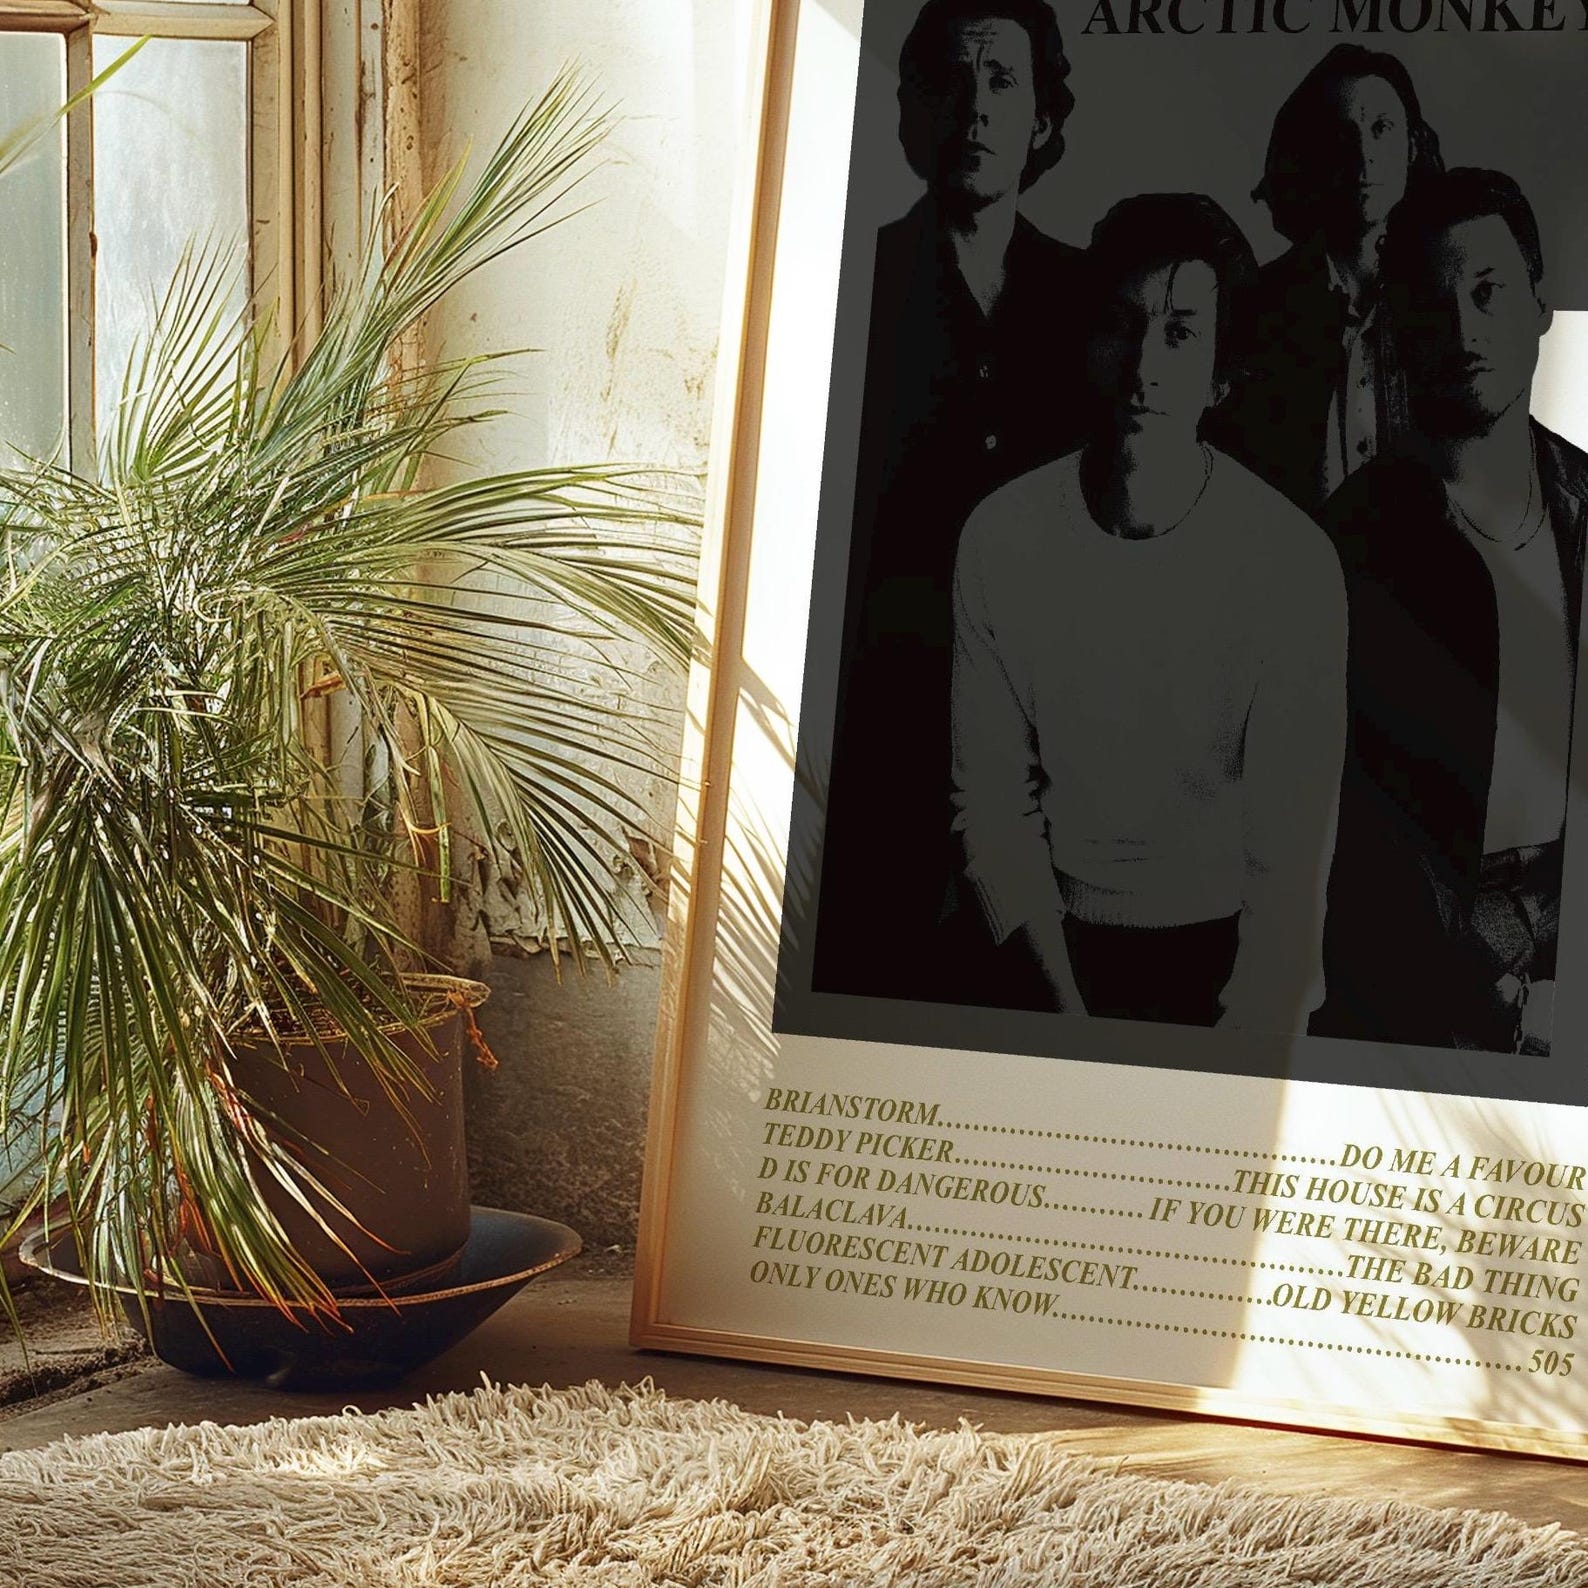 ARCTIC MONKEY
BRIANSTORM........................................DO ME A FAVOUR
TEDDY PICKER...........................THIS HOUSE IS A CIRCUS
D IS FOR DANGEROUS..........IF YOU WERE THERE, BEWARE
BALACLAVA...........................................THE BAD THING
FLUORESCENT ADOLESCENT..............OLD YELLOW BRICKS
ONLY ONES WHO KNOW..............................................505